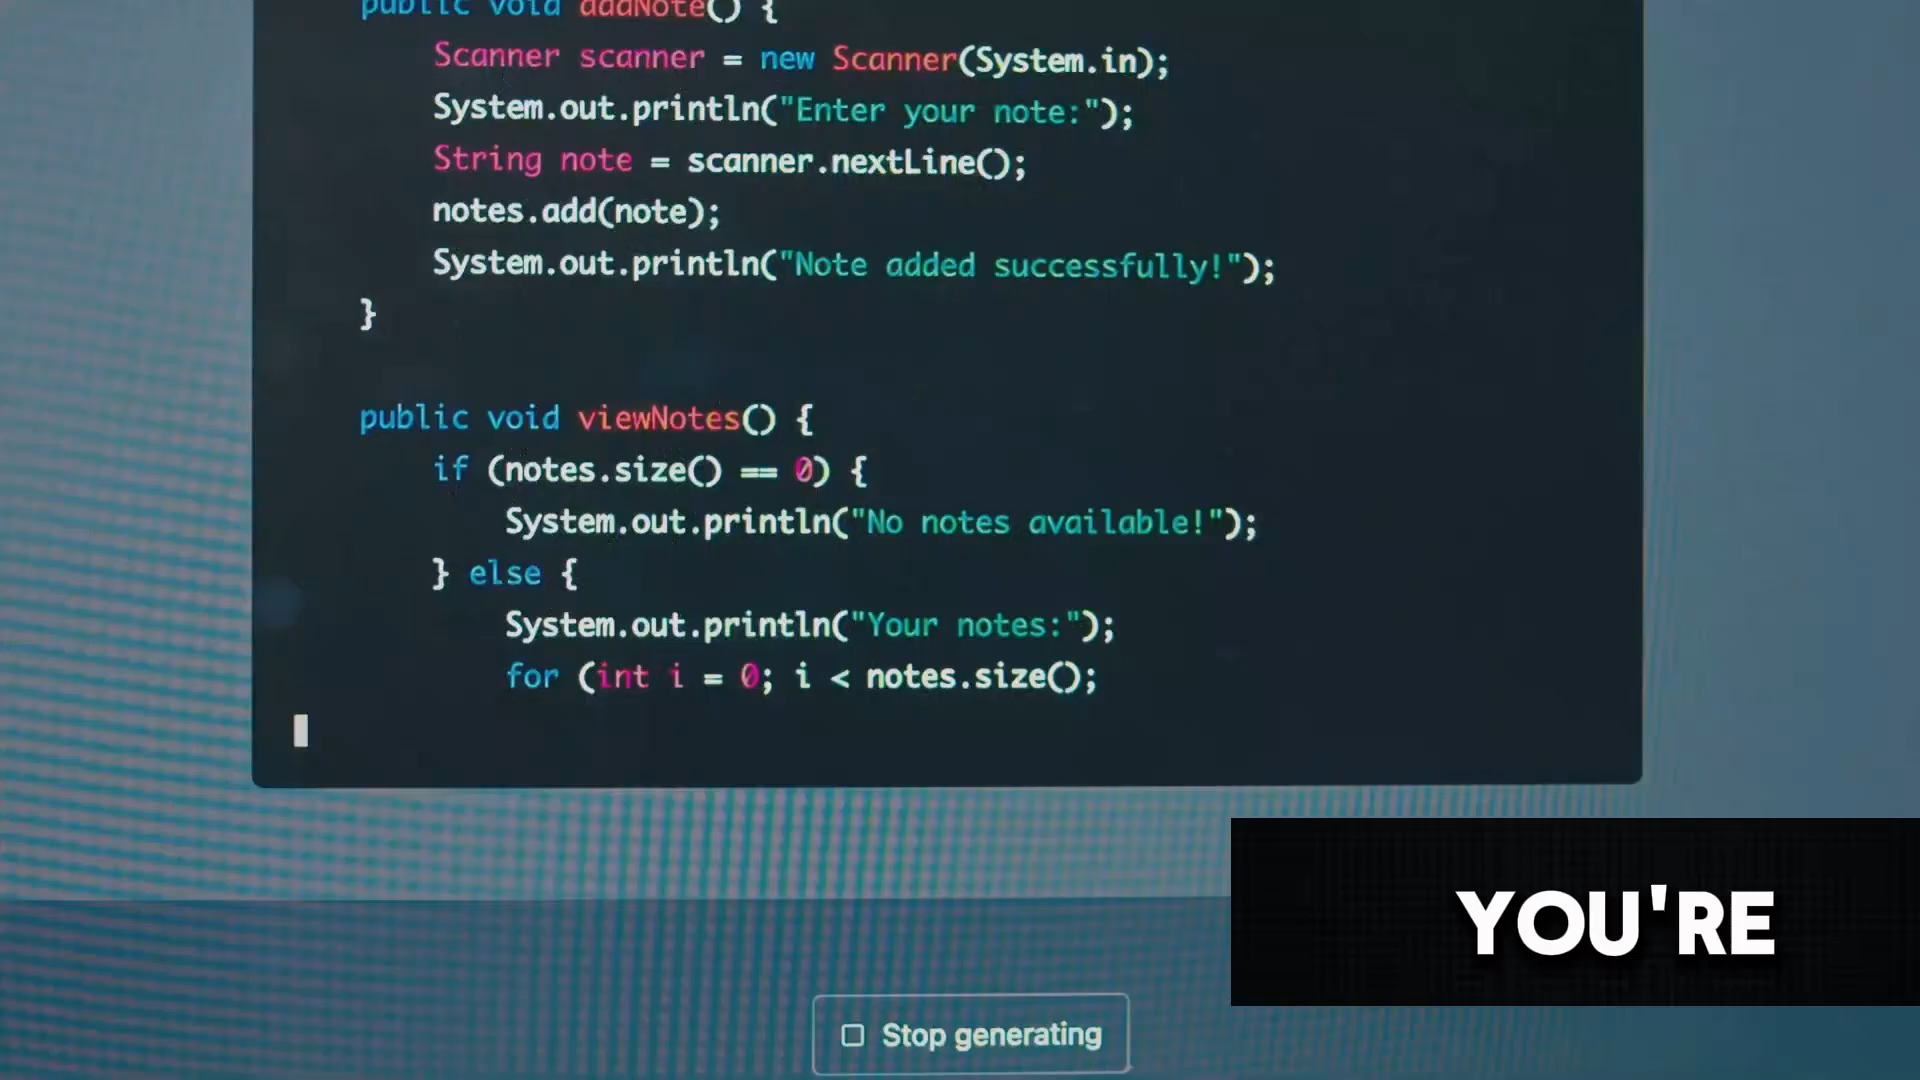 public void addNote() {
Scanner scanner = new Scanner(System.in);
System.out.println("Enter your note:");
String note = scanner.nextLine();
notes.add(note);
System.out.println("Note added successfully!");
}
public void viewNotes() {
if (notes.size() == 0) {
System.out.println("No notes available!");
} else {
System.out.println("Your notes:");
for (int i = 0; i < notes.size();
YOU'RE
Stop generating